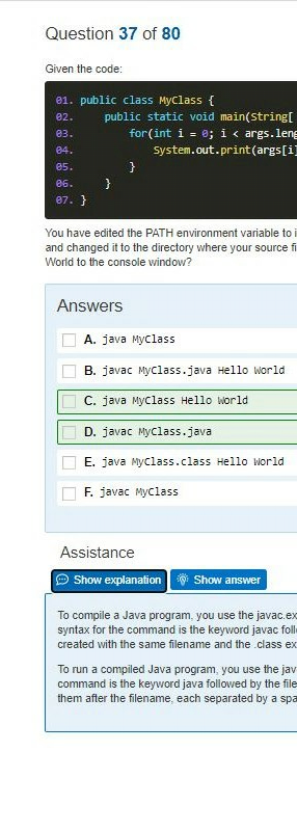 Question 37 of 80
Given the code:
01. public class MyClass {
02. public static void main(String[
03. for(int i = 0; i < args.leng
04. System.out.print(args[i]
05. }
06. }
07. }
You have edited the PATH environment variable to i
and changed it to the directory where your source fi
World to the console window?
Answers
A. java MyClass
B. javac MyClass.java Hello World
C. java MyClass Hello World
D. javac MyClass.java
E. java MyClass.class Hello World
F. javac MyClass
Assistance
Show explanation Show answer
To compile a Java program, you use the javac.ex
syntax for the command is the keyword javac foll
created with the same filename and the .class ex
To run a compiled Java program, you use the jav
command is the keyword java followed by the file
them after the filename, each separated by a spa